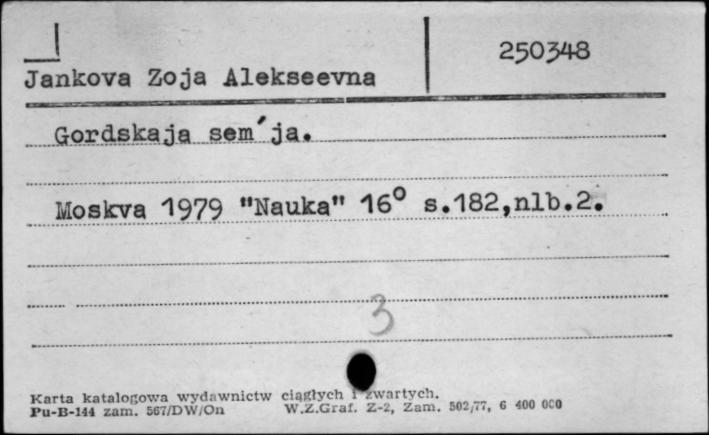 250348
Jankova Zoja Alekseevna
Gordskaja sem´ja.
Moskva 1979 "Nauka" 16° s.182,nlb.2.
3
Karta katalogowa wydawnictw ciągłych i zwartych.
Pu-B-144 zam. 567/DW/On W.Z.Graf. Z-2, Zam. 502/77, 6 400 000